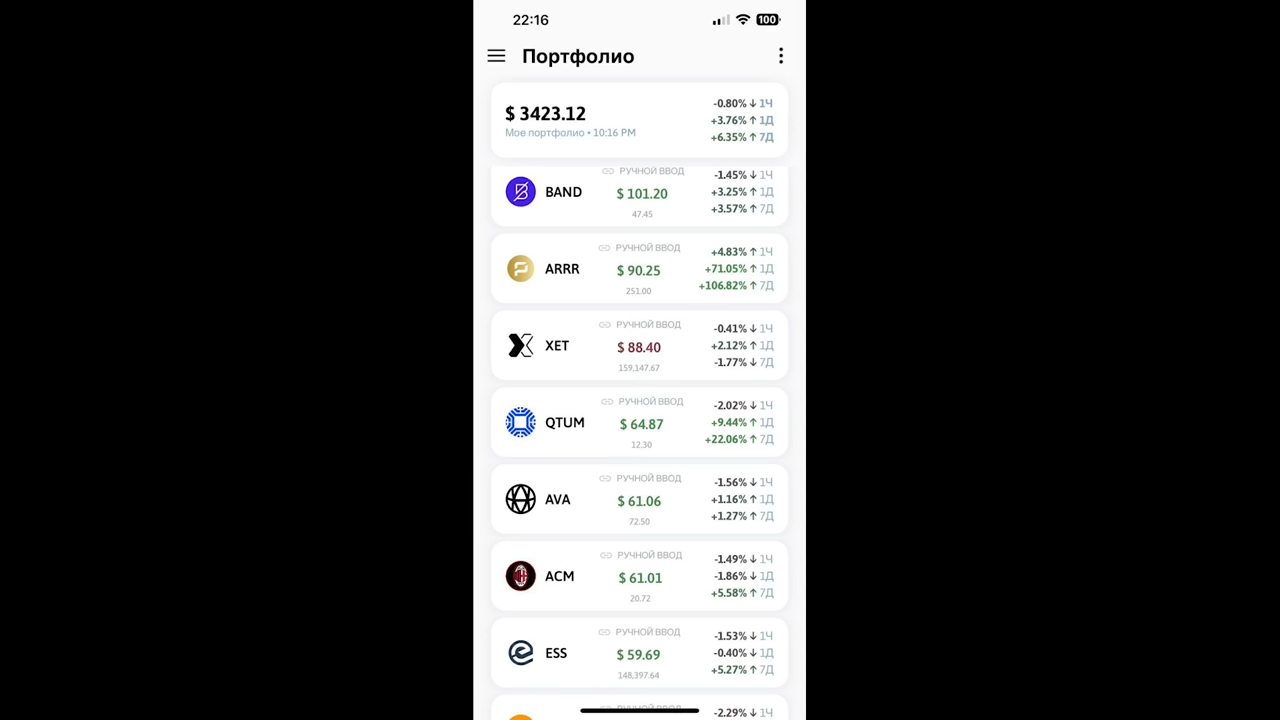 22:16
100
Портфолио
$ 3423.12
Мое портфолио • 10:16 PM
-0.80% ↓ 1Ч
+3.76% ↑ 1Д
+6.35% ↑ 7Д
BAND
РУЧНОЙ ВВОД
$ 101.20
47.45
-1.45% ↓ 1Ч
+3.25% ↑ 1Д
+3.57% ↑ 7Д
ARRR
РУЧНОЙ ВВОД
$ 90.25
251.00
+4.83% ↑ 1Ч
+71.05% ↑ 1Д
+106.82% ↑ 7Д
XET
РУЧНОЙ ВВОД
$ 88.40
159,147.67
-0.41% ↓ 1Ч
+2.12% ↑ 1Д
-1.77% ↓ 7Д
QTUM
РУЧНОЙ ВВОД
$ 64.87
12.30
-2.02% ↓ 1Ч
+9.44% ↑ 1Д
+22.06% ↑ 7Д
AVA
РУЧНОЙ ВВОД
$ 61.06
72.50
-1.56% ↓ 1Ч
+1.16% ↑ 1Д
+1.27% ↑ 7Д
ACM
РУЧНОЙ ВВОД
$ 61.01
20.72
-1.49% ↓ 1Ч
-1.86% ↓ 1Д
+5.58% ↑ 7Д
ESS
РУЧНОЙ ВВОД
$ 59.69
148,397.64
-1.53% ↓ 1Ч
-0.40% ↓ 1Д
+5.27% ↑ 7Д
-2.29% ↓ 1Ч